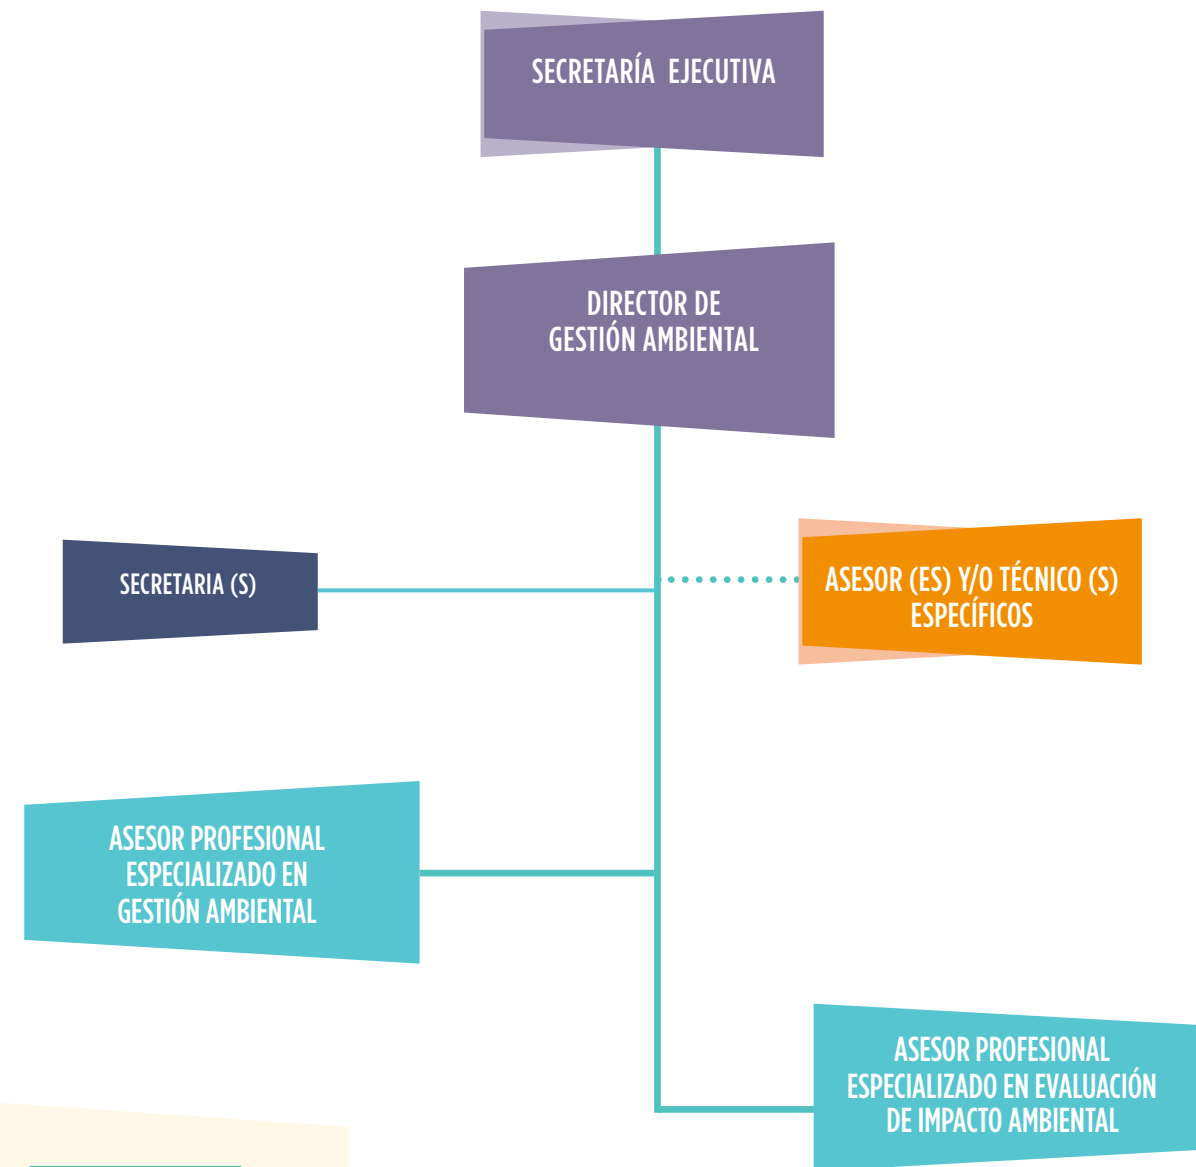 SECRETARÍA EJECUTIVA
DIRECTOR DE
GESTIÓN AMBIENTAL
SECRETARIA (S)
ASESOR (ES) Y/O TÉCNICO (S)
ESPECÍFICOS
ASESOR PROFESIONAL
ESPECIALIZADO EN
GESTIÓN AMBIENTAL
ASESOR PROFESIONAL
ESPECIALIZADO EN EVALUACIÓN
DE IMPACTO AMBIENTAL